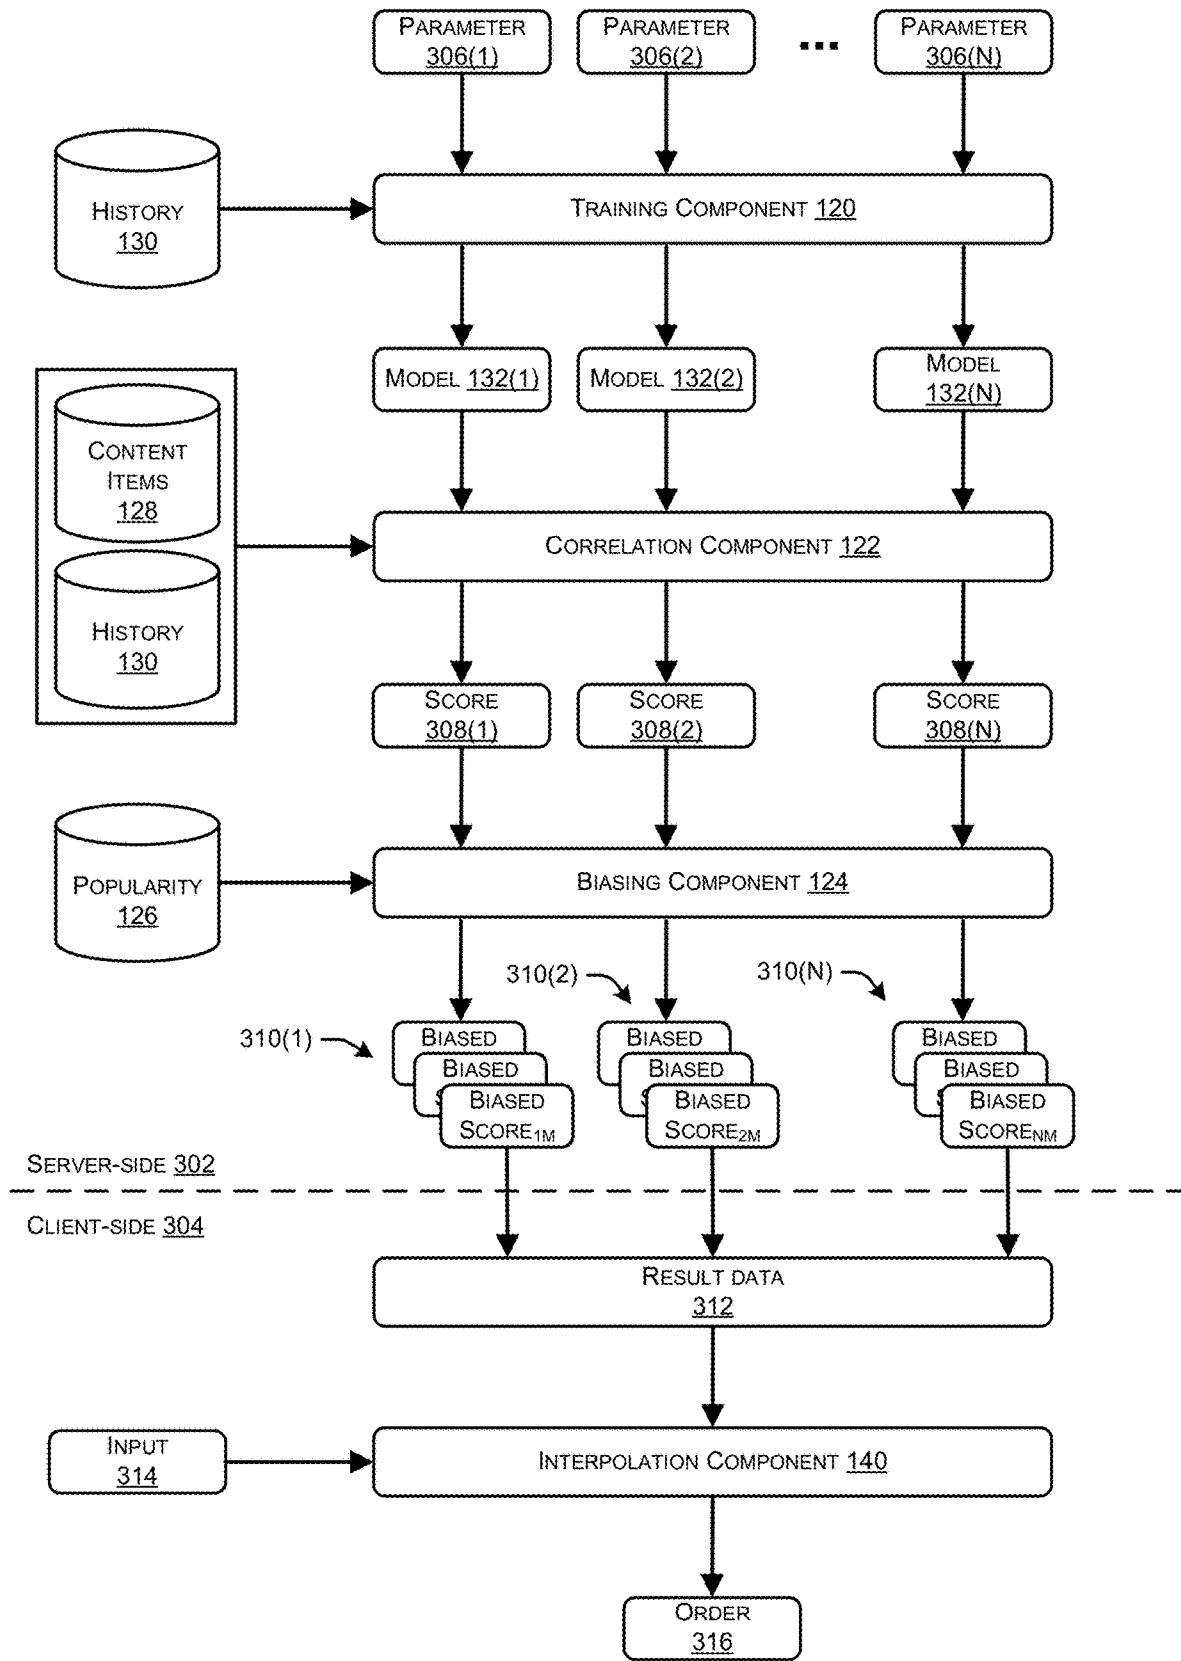 PARAMETER
306(1)
PARAMETER
306(2)
...
PARAMETER
306(N)
HISTORY
130
TRAINING COMPONENT 120
MODEL 132(1)
MODEL 132(2)
MODEL
132(N)
CONTENT
ITEMS
128
HISTORY
130
CORRELATION COMPONENT 122
SCORE
308(1)
SCORE
308(2)
SCORE
308(N)
POPULARITY
126
BIASING COMPONENT 124
310(1)
BIASED
BIASED
BIASED
SCORE1M
310(2)
BIASED
BIASED
BIASED
SCORE2M
310(N)
BIASED
BIASED
BIASED
SCORENM
SERVER-SIDE 302
CLIENT-SIDE 304
RESULT DATA
312
INPUT
314
INTERPOLATION COMPONENT 140
ORDER
316